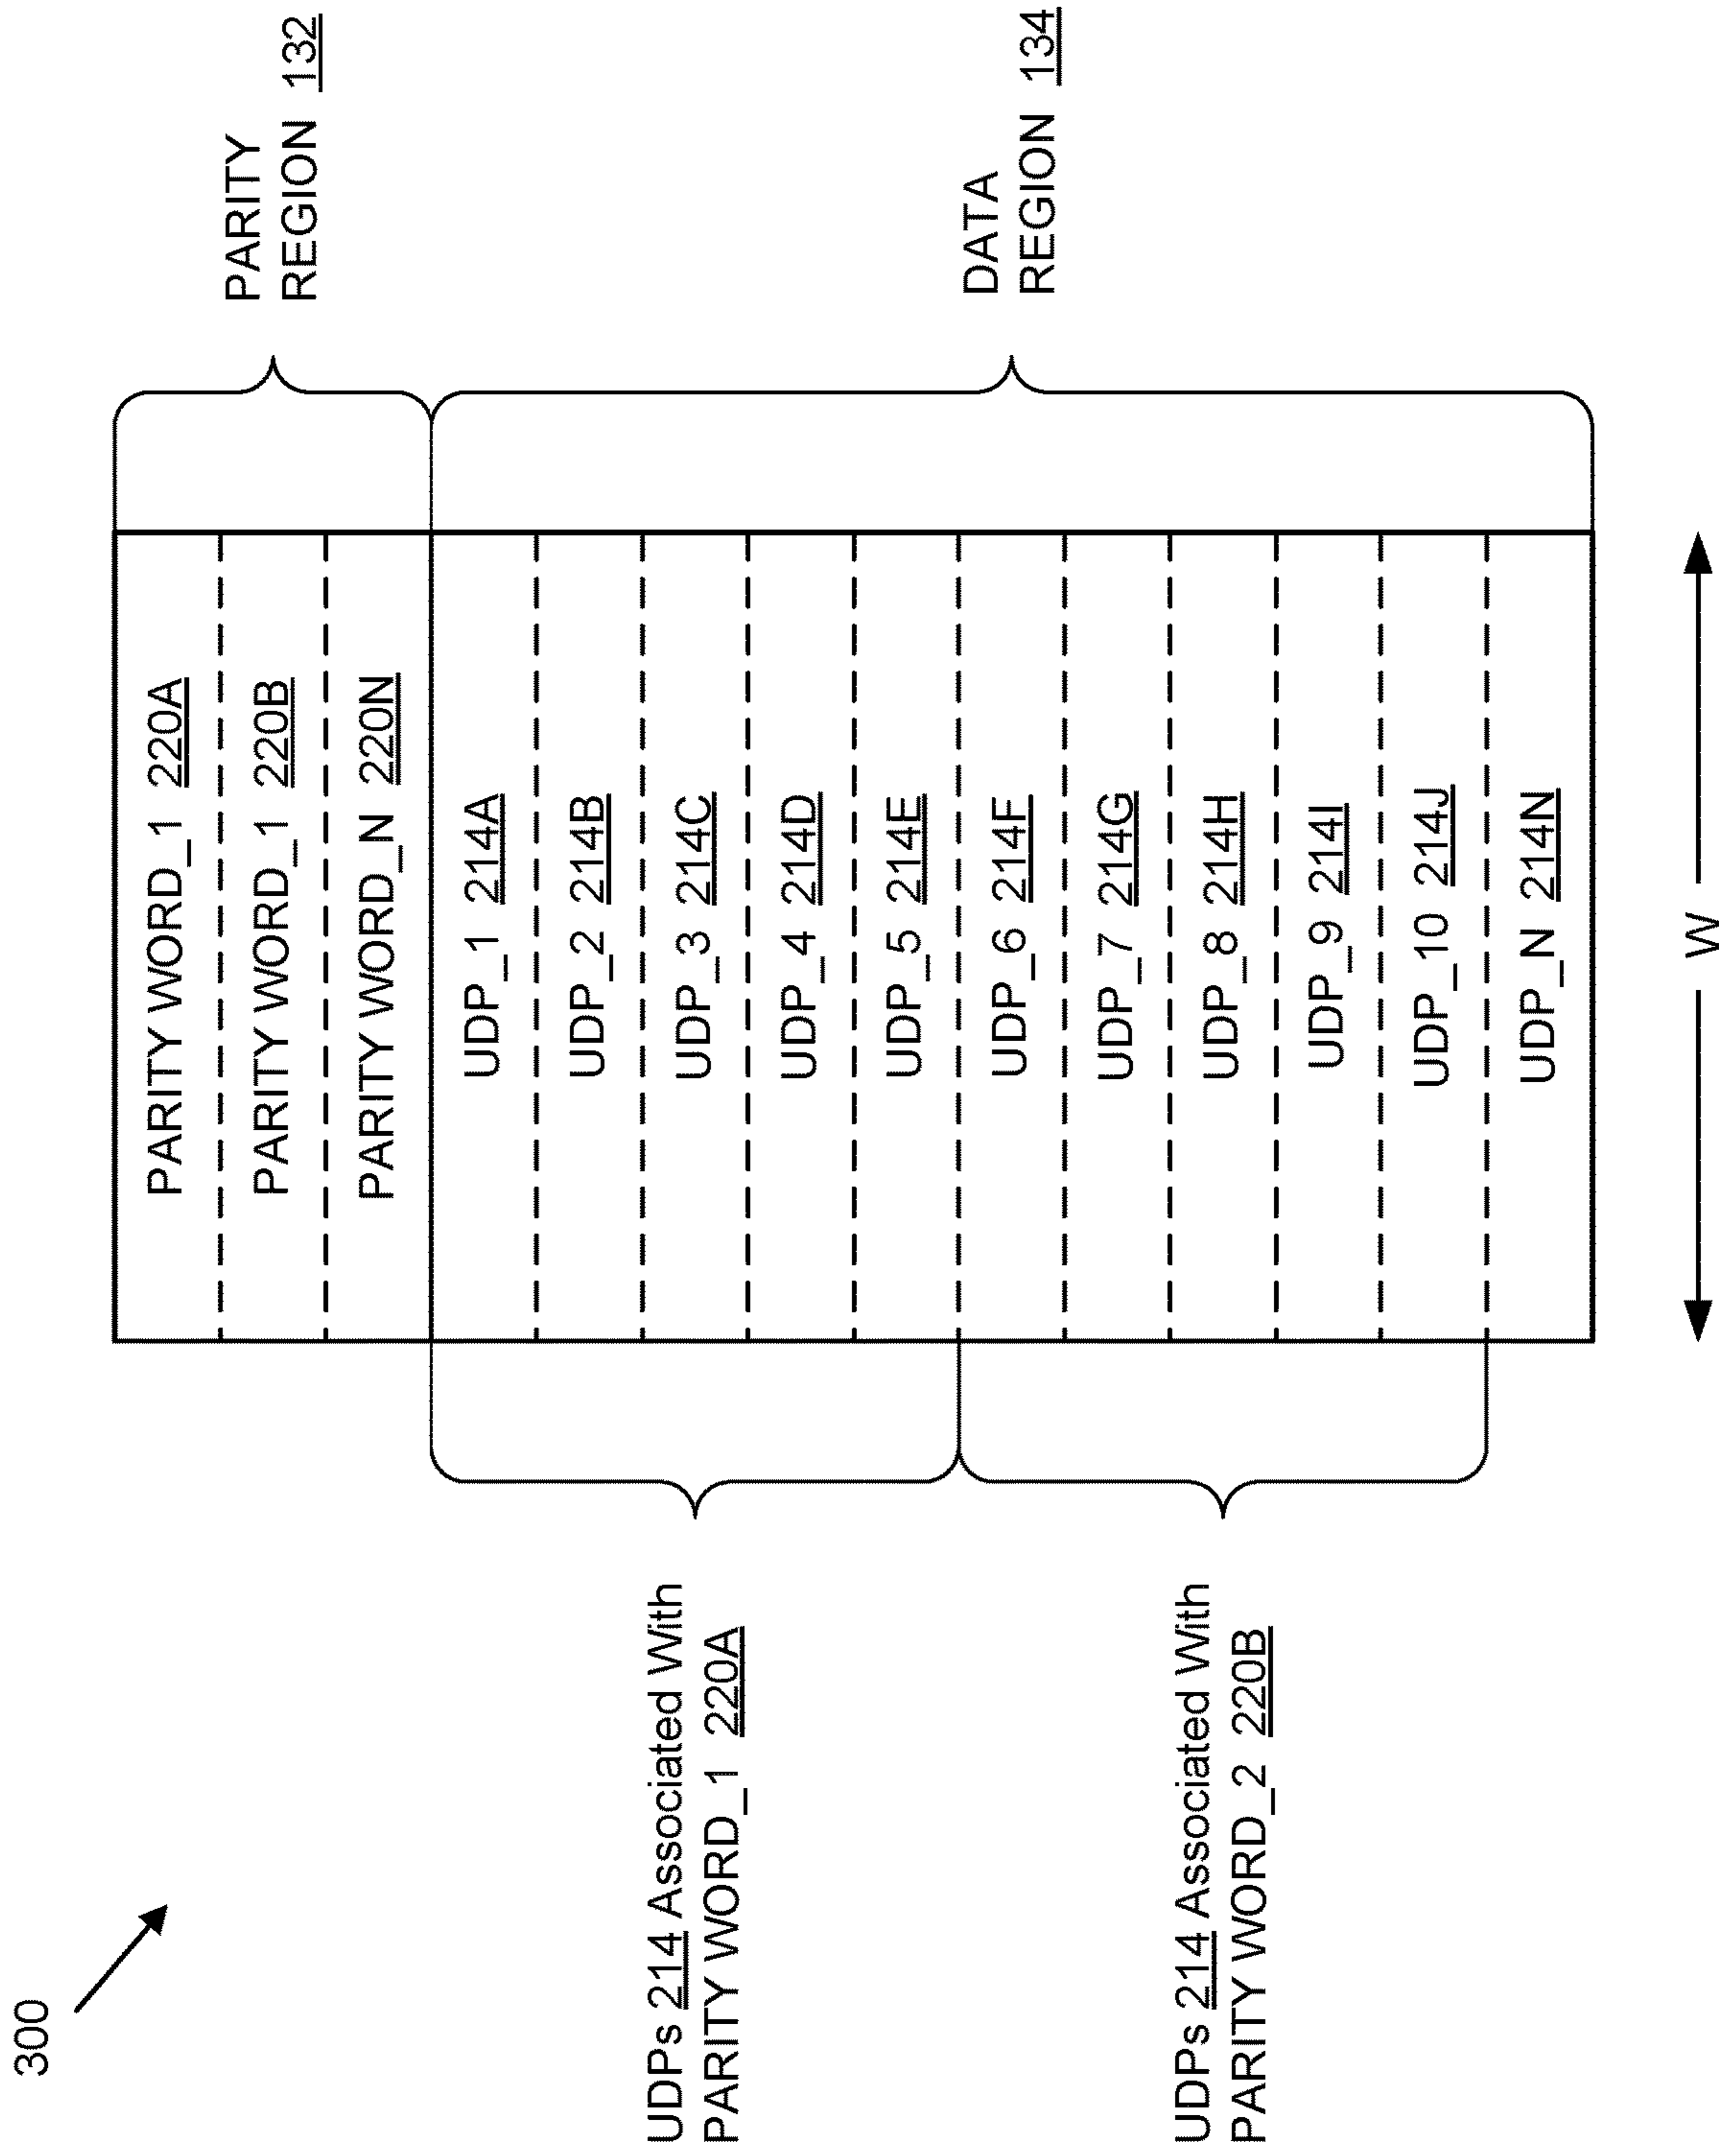 300
PARITY WORD_1 220A
PARITY WORD_1 220B
PARITY WORD_N 220N
UDP_1 214A
UDP_2 214B
UDP_3 214C
UDP_4 214D
UDP_5 214E
UDP_6 214F
UDP_7 214G
UDP_8 214H
UDP_9 214I
UDP_10 214J
UDP_N 214N
PARITY
REGION 132
DATA
REGION 134
UDPs 214 Associated With
PARITY WORD_1 220A
UDPs 214 Associated With
PARITY WORD_2 220B
W